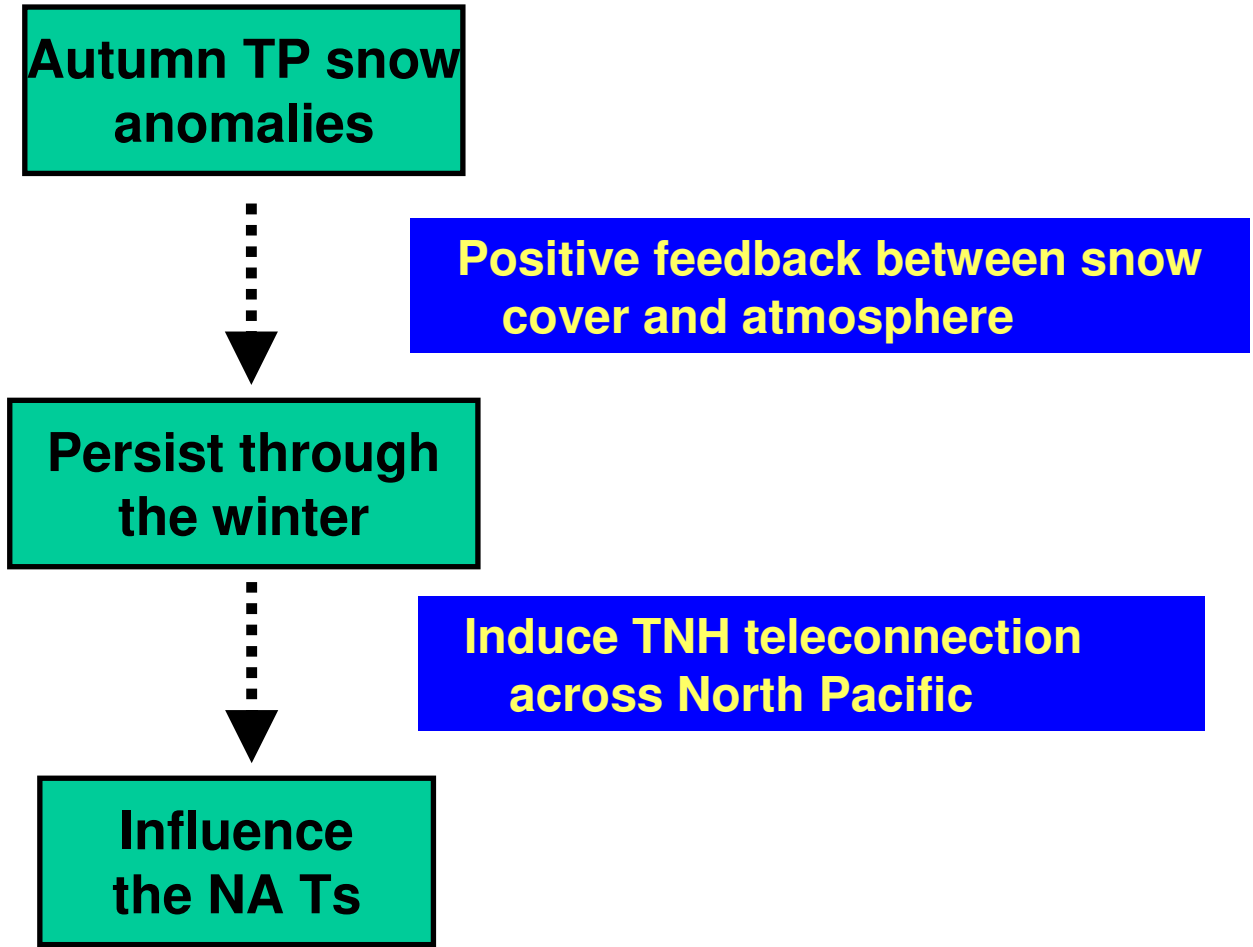 Autumn TP snow
anomalies
Positive feedback between snow
cover and atmosphere
Persist through
the winter
Induce TNH teleconnection
across North Pacific
Influence
the NA Ts